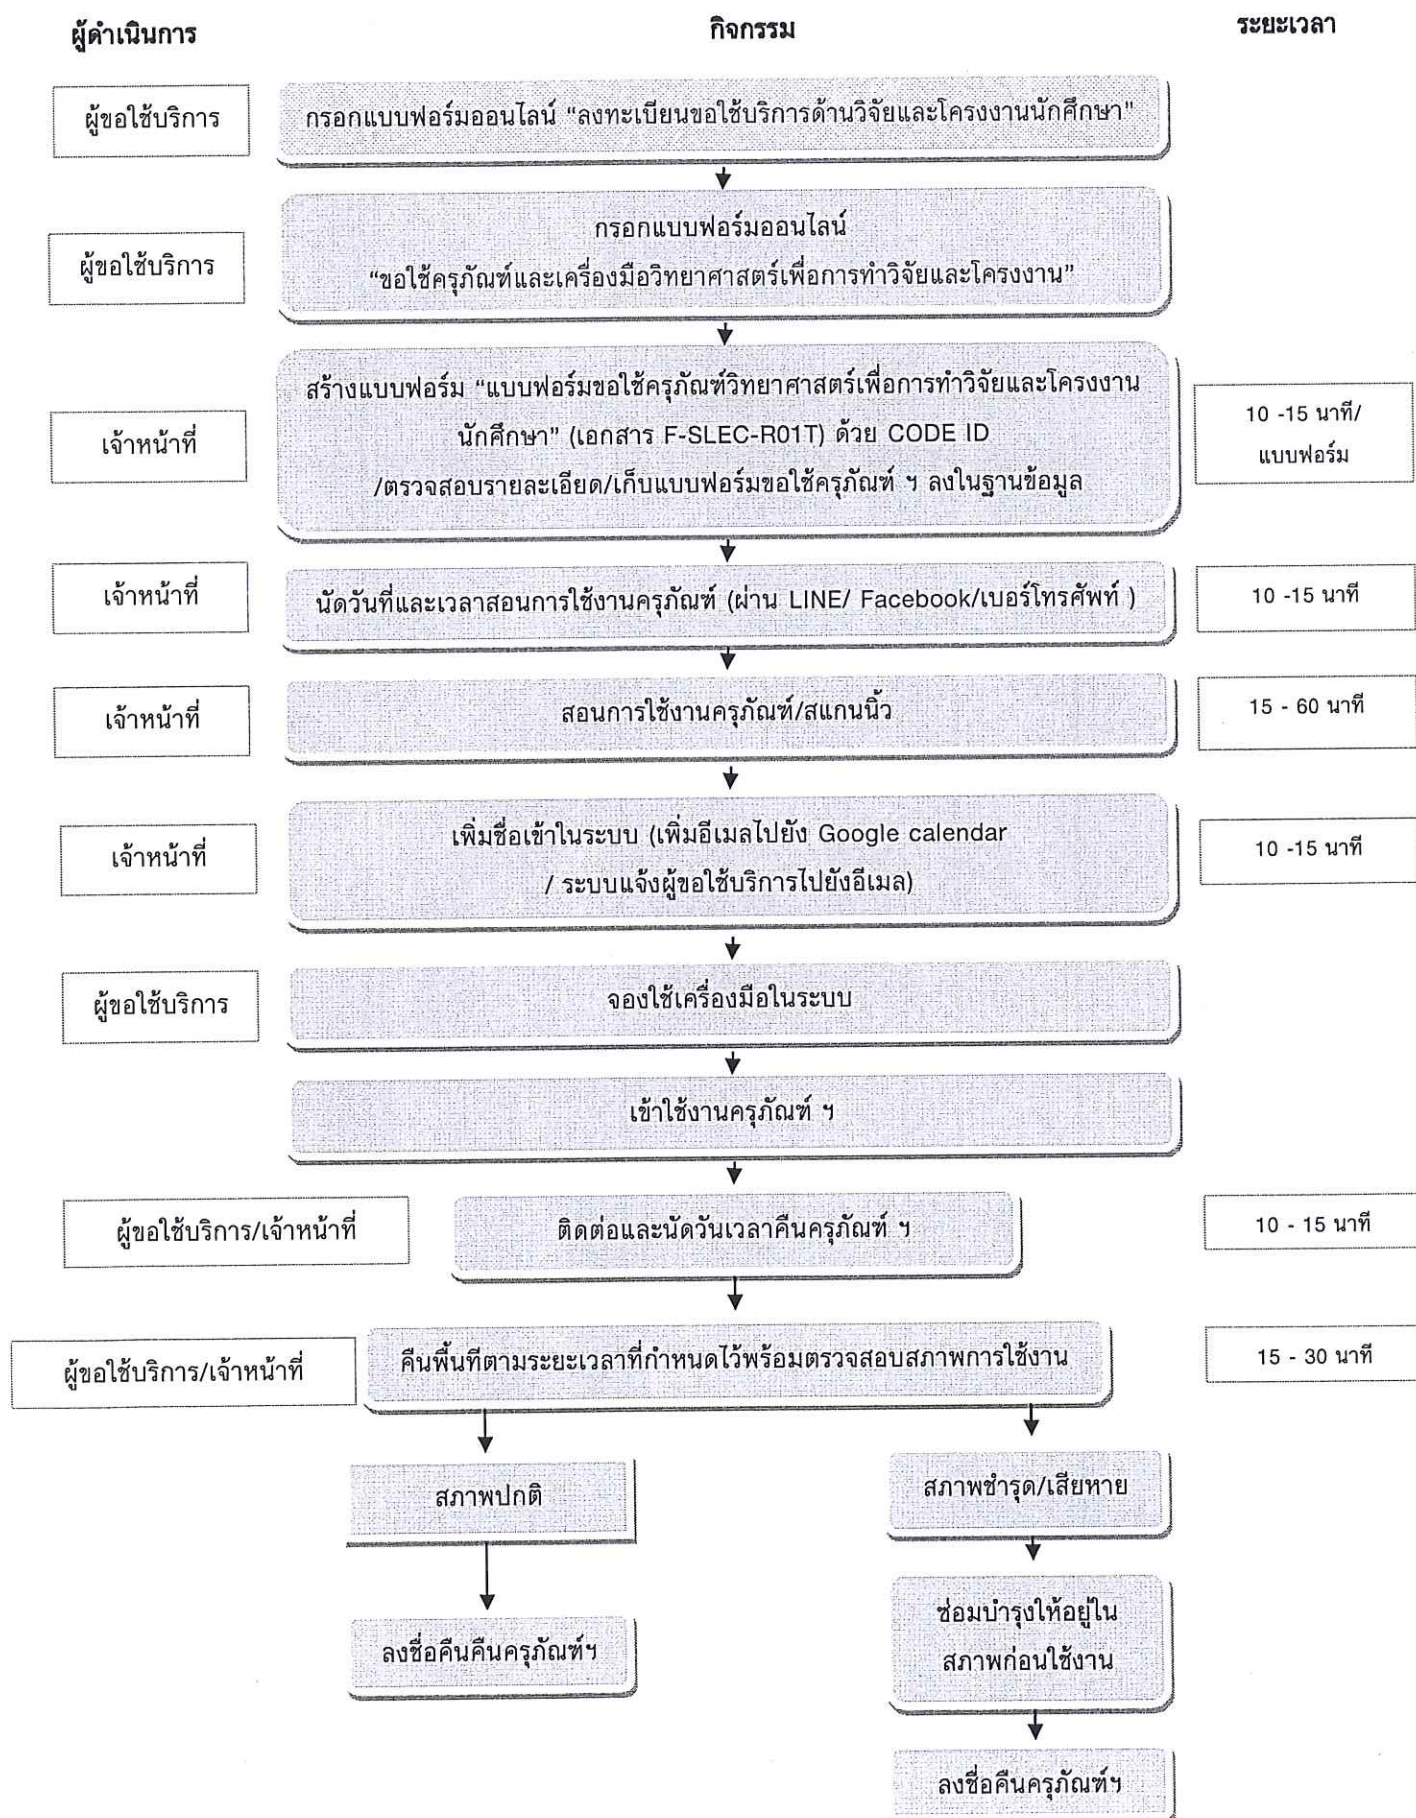 ผู้ดำเนินการ กิจกรรม ระยะเวลา
ผู้ขอใช้บริการ กรอกแบบฟอร์มออนไลน์ “ลงทะเบียนขอใช้บริการด้านวิจัยและโครงงานนักศึกษา”
กรอกแบบฟอร์มออนไลน์
ผู้ขอใช้บริการ
“ขอใช้ครุภัณฑ์และเครื่องมือวิทยาศาสตร์เพื่อการทำวิจัยและโครงงาน”
สร้างแบบฟอร์ม “แบบฟอร์มขอใช้ครุภัณฑ์วิทยาศาสตร์เพื่อการทำวิจัยและโครงงาน
นักศึกษา” (เอกสาร F-SLEC-R01T) ด้วย CODE ID
/ตรวจสอบรายละเอียด/เก็บแบบฟอร์มขอใช้ครุภัณฑ์ ฯ ลงในฐานข้อมูล
เจ้าหน้าที่
10 -15 นาที/
แบบฟอร์ม
เจ้าหน้าที่ นัดวันที่และเวลาสอนการใช้งานครุภัณฑ์ (ผ่าน LINE/ Facebook/เบอร์โทรศัพท์ ) 10 -15 นาที
เจ้าหน้าที่ สอนการใช้งานครุภัณฑ์/สแกนนิ้ว 15 - 60 นาที
เจ้าหน้าที่
เพิ่มชื่อเข้าในระบบ (เพิ่มอีเมลไปยัง Google calendar
/ ระบบแจ้งผู้ขอใช้บริการไปยังอีเมล)
10 -15 นาที
ผู้ขอใช้บริการ จองใช้เครื่องมือในระบบ
เข้าใช้งานครุภัณฑ์ ฯ
ผู้ขอใช้บริการ/เจ้าหน้าที่ ติดต่อและนัดวันเวลาคืนครุภัณฑ์ ฯ 10 - 15 นาที
ผู้ขอใช้บริการ/เจ้าหน้าที่ คืนพื้นที่ตามระยะเวลาที่กำหนดไว้พร้อมตรวจสอบสภาพการใช้งาน 15 - 30 นาที
สภาพปกติ สภาพชำรุด/เสียหาย
ลงชื่อคืนคืนครุภัณฑ์ฯ
ซ่อมบำรุงให้อยู่ใน
สภาพก่อนใช้งาน
ลงชื่อคืนครุภัณฑ์ฯ